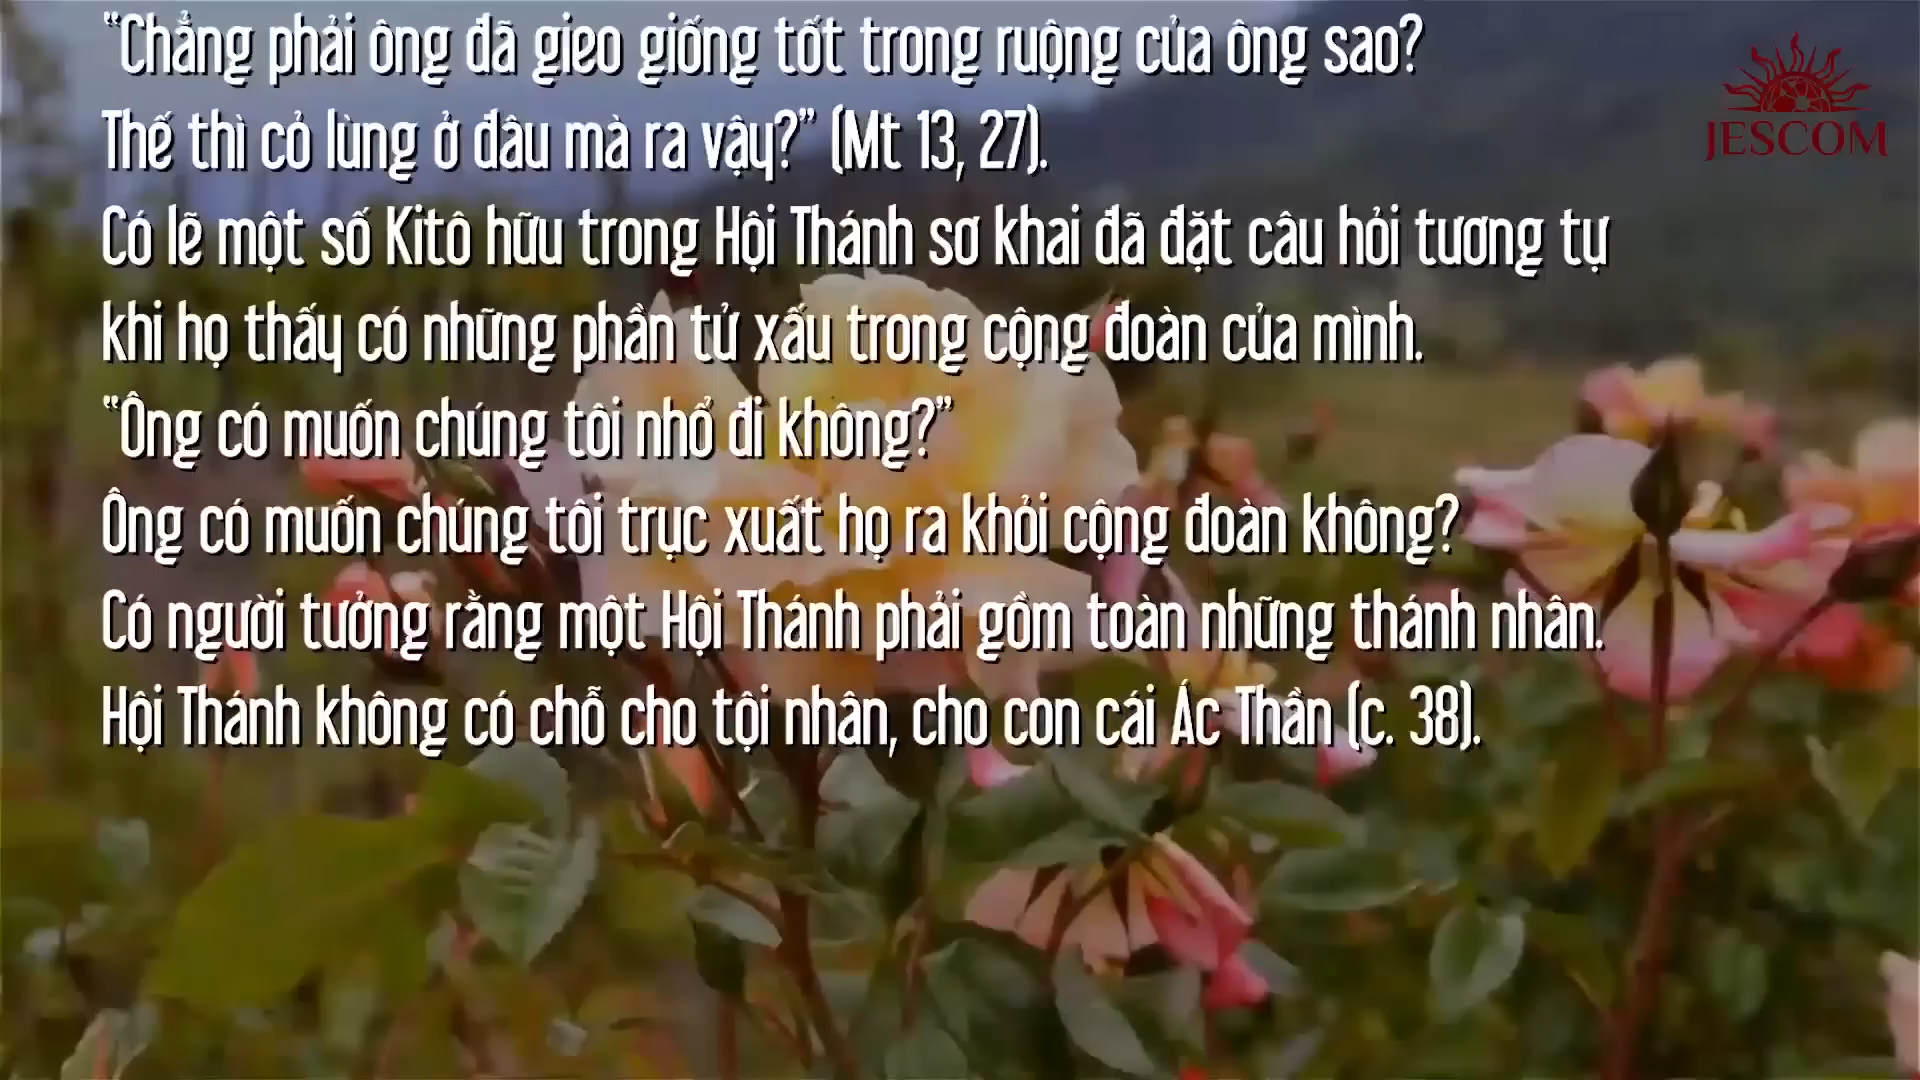 “Chẳng phải ông đã gieo giống tốt trong ruộng của ông sao?
Thế thì cỏ lùng ở đâu mà ra vậy?” (Mt 13, 27).
Có lẽ một số Kitô hữu trong Hội Thánh sơ khai đã đặt câu hỏi tương tự
khi họ thấy có những phần tử xấu trong cộng đoàn của mình.
“Ông có muốn chúng tôi nhổ đi không?”
Ông có muốn chúng tôi trục xuất họ ra khỏi cộng đoàn không?
Có người tưởng rằng một Hội Thánh phải gồm toàn những thánh nhân.
Hội Thánh không có chỗ cho tội nhân, cho con cái Ác Thần (c. 38).
JESCOM